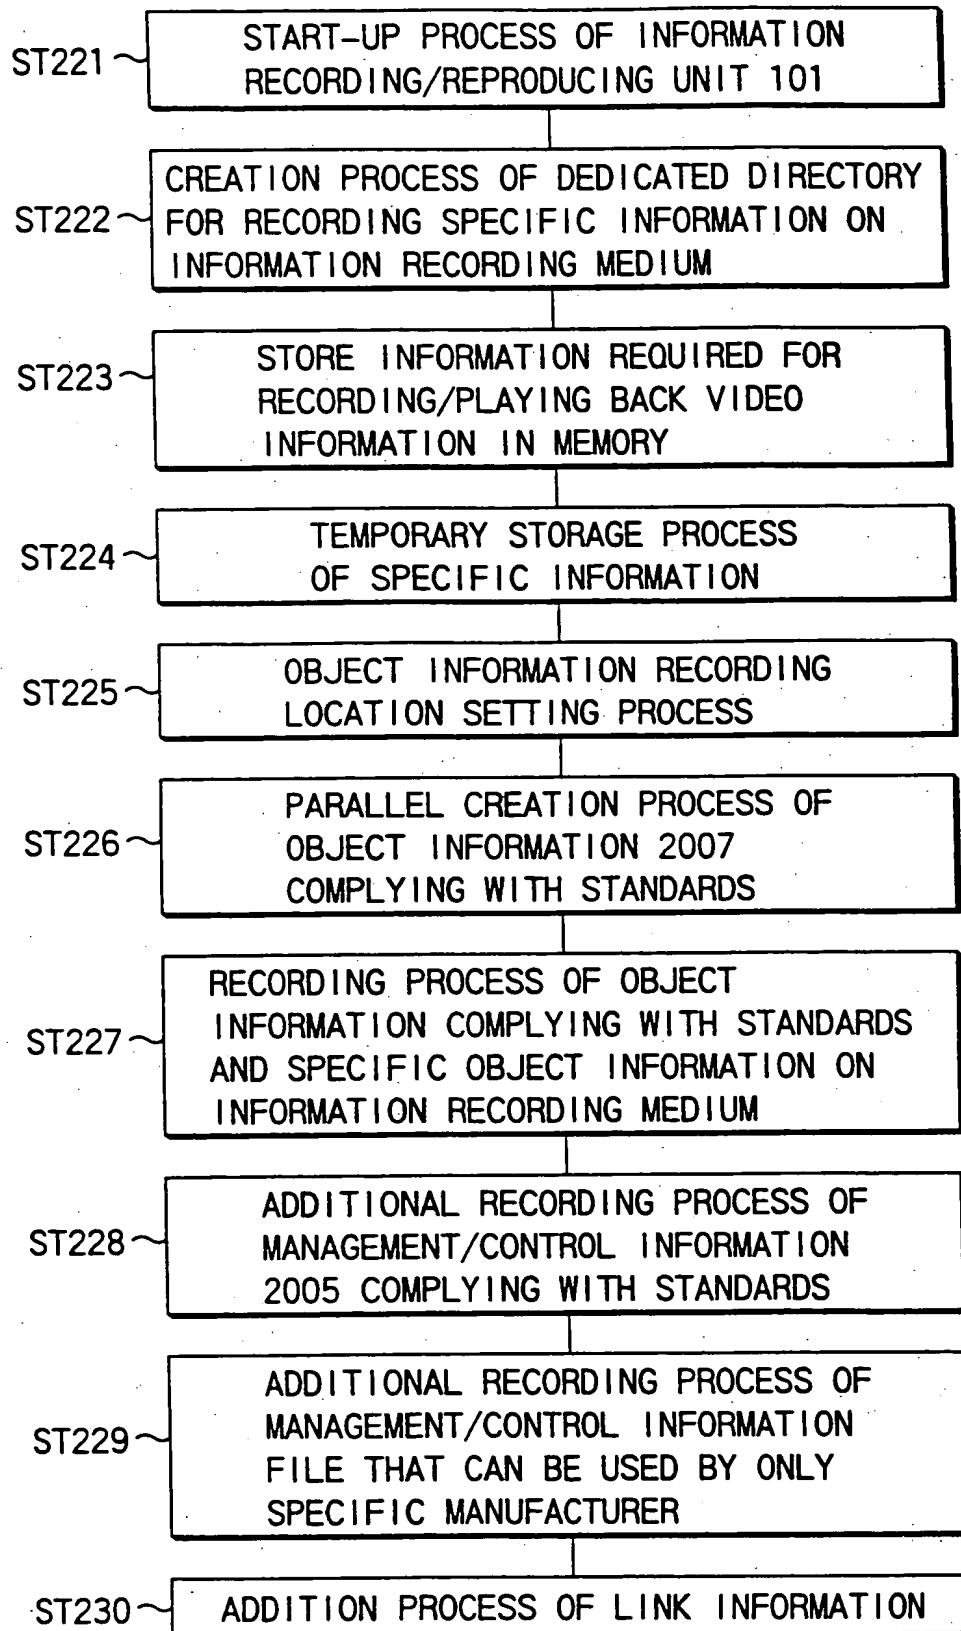 ST221
START-UP PROCESS OF INFORMATION
RECORDING/REPRODUCING UNIT 101
ST222
CREATION PROCESS OF DEDICATED DIRECTORY
FOR RECORDING SPECIFIC INFORMATION ON
INFORMATION RECORDING MEDIUM
ST223
STORE INFORMATION REQUIRED FOR
RECORDING/PLAYING BACK VIDEO
INFORMATION IN MEMORY
ST224
TEMPORARY STORAGE PROCESS
OF SPECIFIC INFORMATION
ST225
OBJECT INFORMATION RECORDING
LOCATION SETTING PROCESS
ST226
PARALLEL CREATION PROCESS OF
OBJECT INFORMATION 2007
COMPLYING WITH STANDARDS
ST227
RECORDING PROCESS OF OBJECT
INFORMATION COMPLYING WITH STANDARDS
AND SPECIFIC OBJECT INFORMATION ON
INFORMATION RECORDING MEDIUM
ST228
ADDITIONAL RECORDING PROCESS OF
MANAGEMENT/CONTROL INFORMATION
2005 COMPLYING WITH STANDARDS
ST229
ADDITIONAL RECORDING PROCESS OF
MANAGEMENT/CONTROL INFORMATION
FILE THAT CAN BE USED BY ONLY
SPECIFIC MANUFACTURER
ST230
ADDITION PROCESS OF LINK INFORMATION